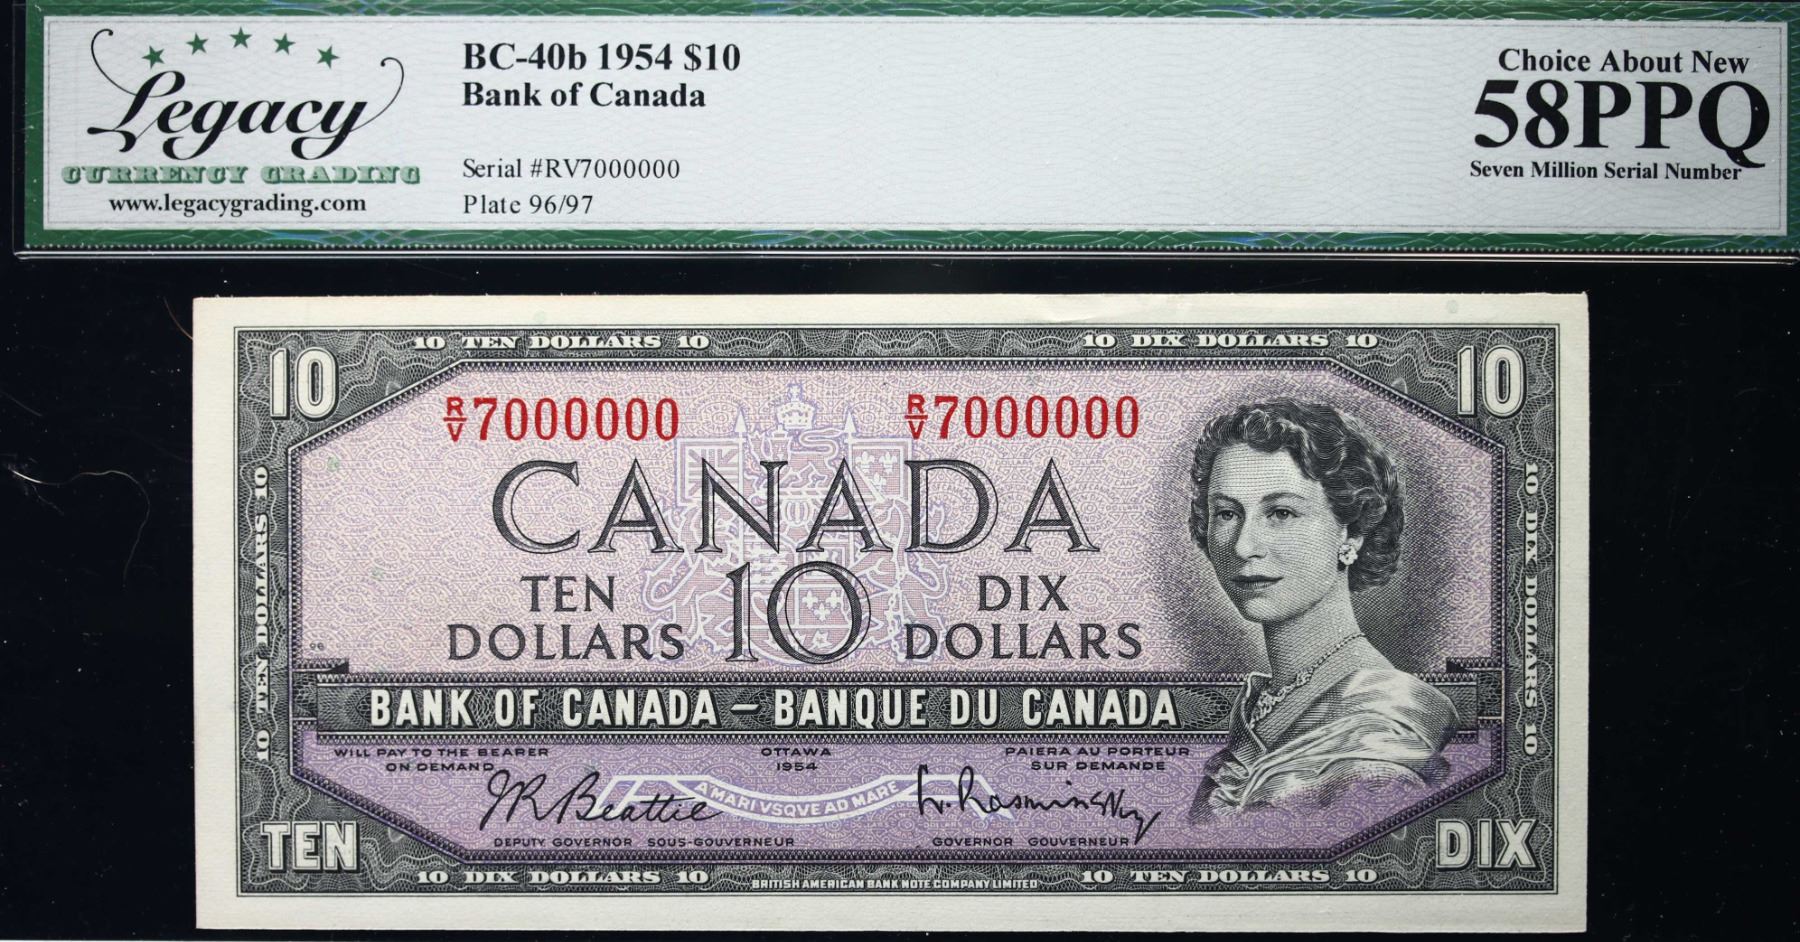 Legacy
CURRENCY GRADING
www.legacygrading.com
BC-40b 1954 $10
Bank of Canada
Serial #RV7000000
Plate 96/97
Choice About New
58PPQ
Seven Million Serial Number
10 TEN DOLLARS 10
10 DIX DOLLARS 10
10
10
R/V 7000000
R/V 7000000
CANADA
TEN
DOLLARS
10
DIX
DOLLARS
10 TEN DOLLARS 10
10 DIX DOLLARS 10
96
BANK OF CANADA – BANQUE DU CANADA
WILL PAY TO THE BEARER
ON DEMAND
OTTAWA
1954
PAIERA AU PORTEUR
SUR DEMANDE
JRBeattie
A MARI VSQVE AD MARE
L. Rasminsky
DEPUTY GOVERNOR SOUS-GOUVERNEUR
GOVERNOR GOUVERNEUR
TEN
DIX
10 DIX DOLLARS 10
BRITISH AMERICAN BANK NOTE COMPANY LIMITED
10 TEN DOLLARS 10